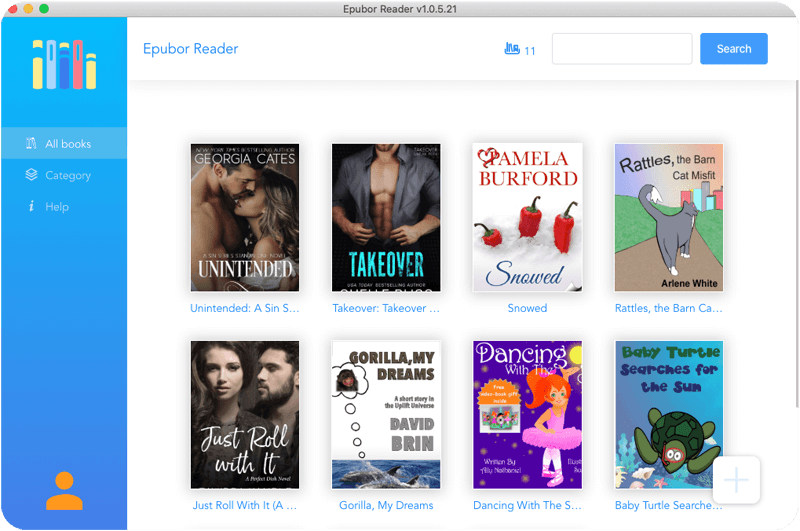 Epubor Reader v1.0.5.21
Epubor Reader
11
Search
All books
Category
Help
NEW YORK TIMES BESTSELLING AUTHOR
GEORGIA CATES
A SIN SERIES STANDALONE NOVEL
UNINTENDED
Unintended: A Sin S...
TAKEOVER
TAKEOVER
USA TODAY BESTSELLING AUTHOR
Takeover: Takeover ...
PAMELA
BURFORD
Snowed
Snowed
Rattles, the Barn
Cat Misfit
Arlene White
Rattles, the Barn Ca...
Just Roll
with It
A Perfect Dish Novel
Just Roll With It (A ...
GORILLA, MY
DREAMS
A short story in
the Uplift Universe
DAVID
BRIN
Gorilla, My Dreams
Dancing
With The
Free
video-book gift
inside
Written By
Ally Nathaniel
Dancing With The S...
Baby Turtle
Searches for
the Sun
Baby Turtle Searche...